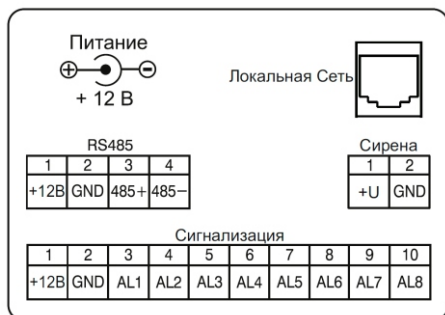 Питание
+ 12 В
Локальная Сеть
RS485
1 2 3 4
+12В GND 485+ 485−
Сирена
1 2
+U GND
Сигнализация
1 2 3 4 5 6 7 8 9 10
+12В GND AL1 AL2 AL3 AL4 AL5 AL6 AL7 AL8